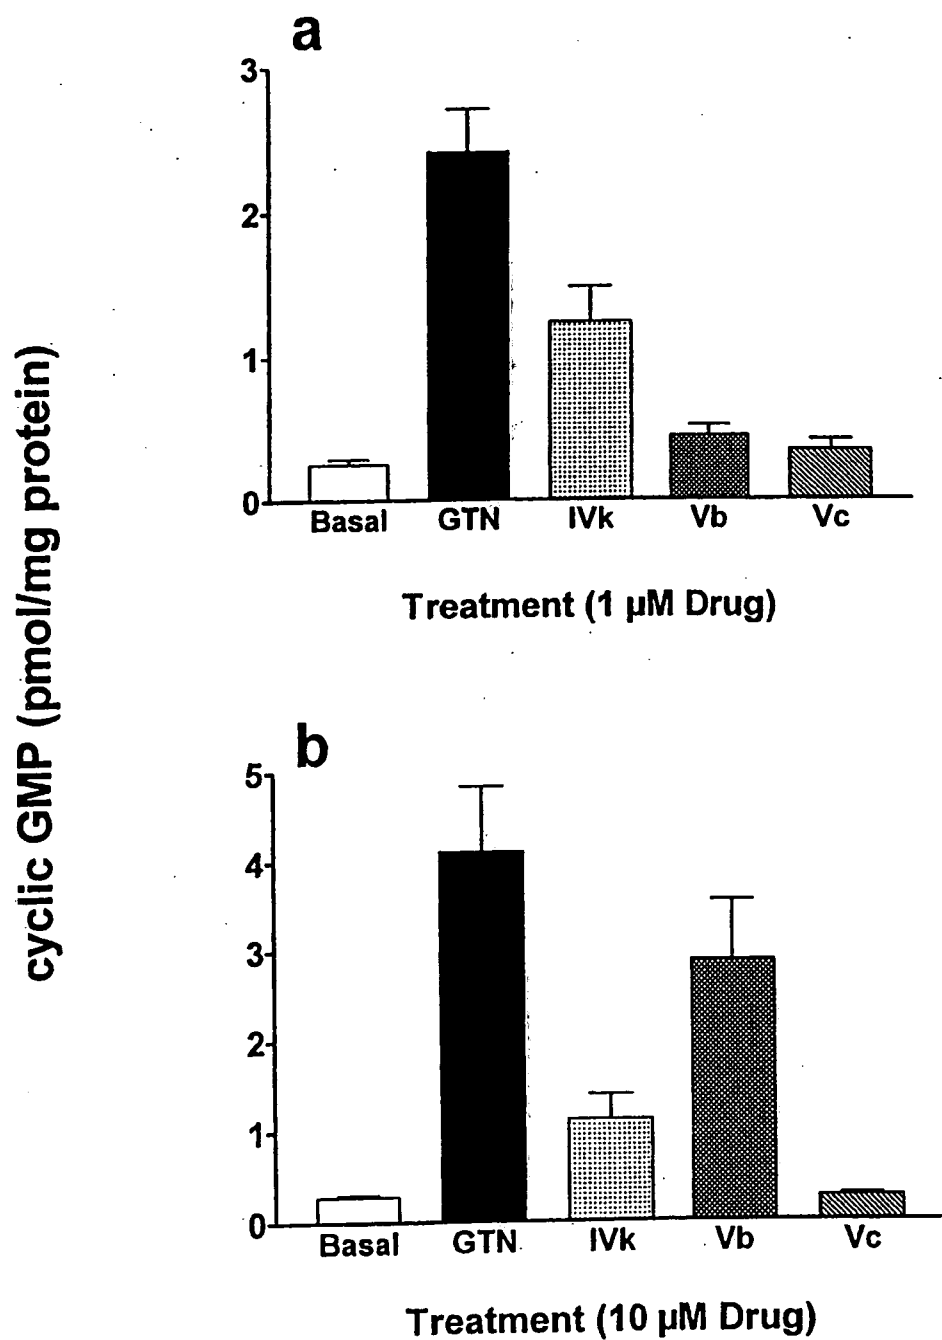 a
3
2
1
0
Basal GTN IVk Vb Vc
Treatment (1 µM Drug)
cyclic GMP (pmol/mg protein)
b
5
4
3
2
1
0
Basal GTN IVk Vb Vc
Treatment (10 µM Drug)